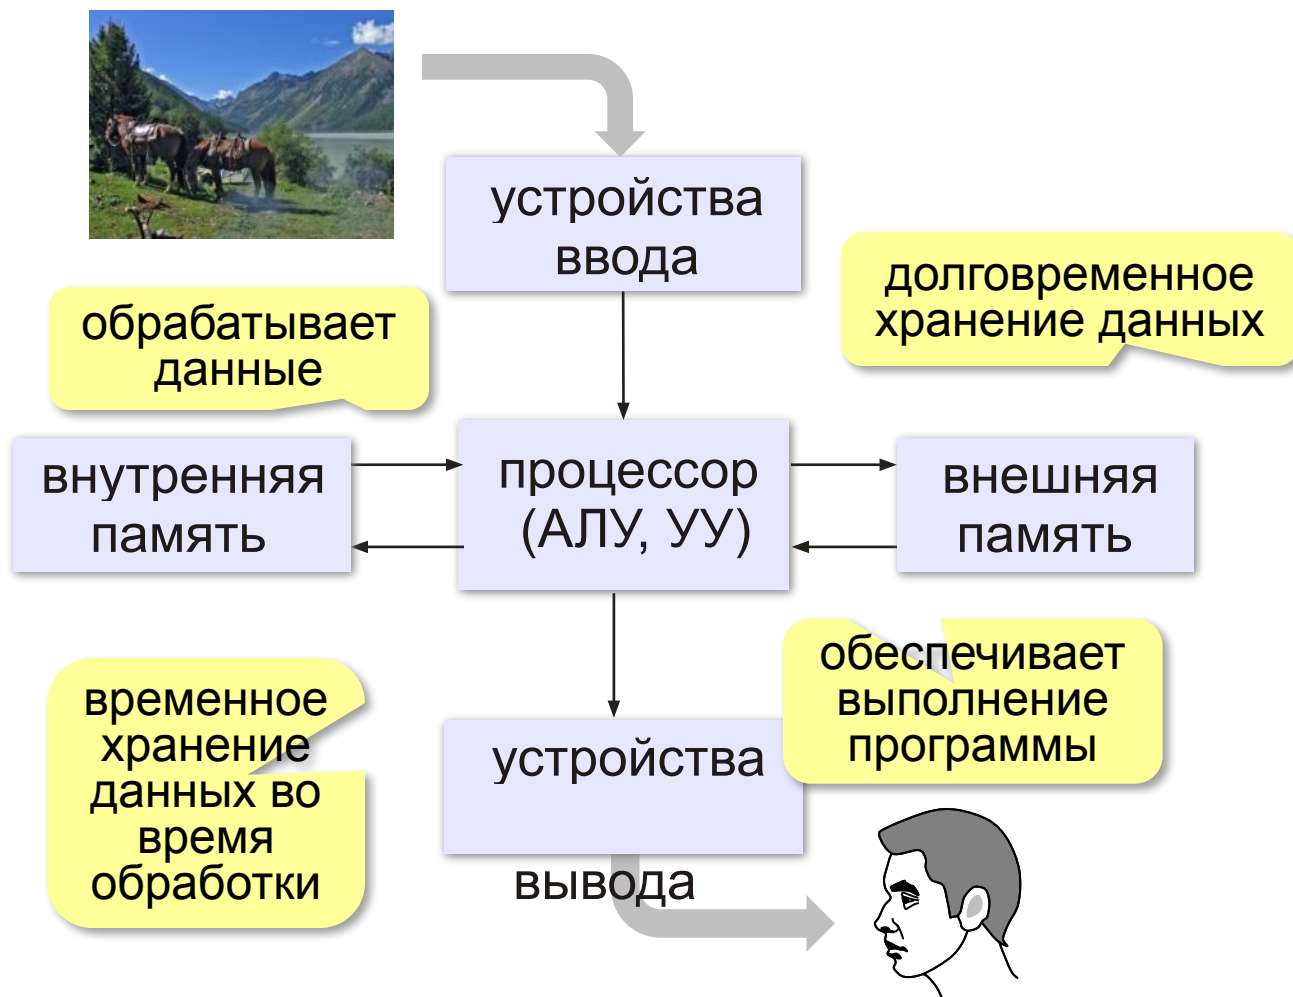 устройства
ввода
долговременное
хранение данных
обрабатывает
данные
внутренняя
память
процессор
(АЛУ, УУ)
внешняя
память
обеспечивает
выполнение
программы
временное
хранение
данных во
время
обработки
устройства
вывода